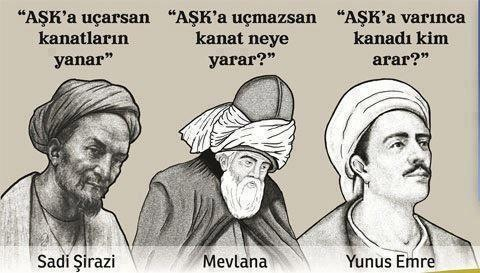 “AŞK’a uçarsan
kanatların
yanar”
“AŞK’a uçmazsan
kanat neye
yarar?”
“AŞK’a varınca
kanadı kim
arar?”
Sadi Şirazi
Mevlana
Yunus Emre